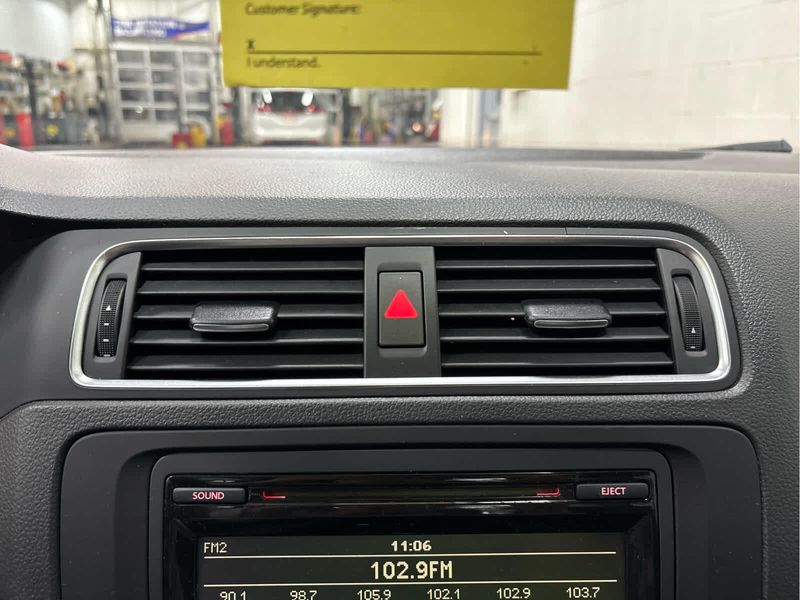 Customer Signature:
X
I understand.
SOUND
EJECT
FM2
11:06
102.9FM
90.1 98.7 105.9 102.1 102.9 103.7